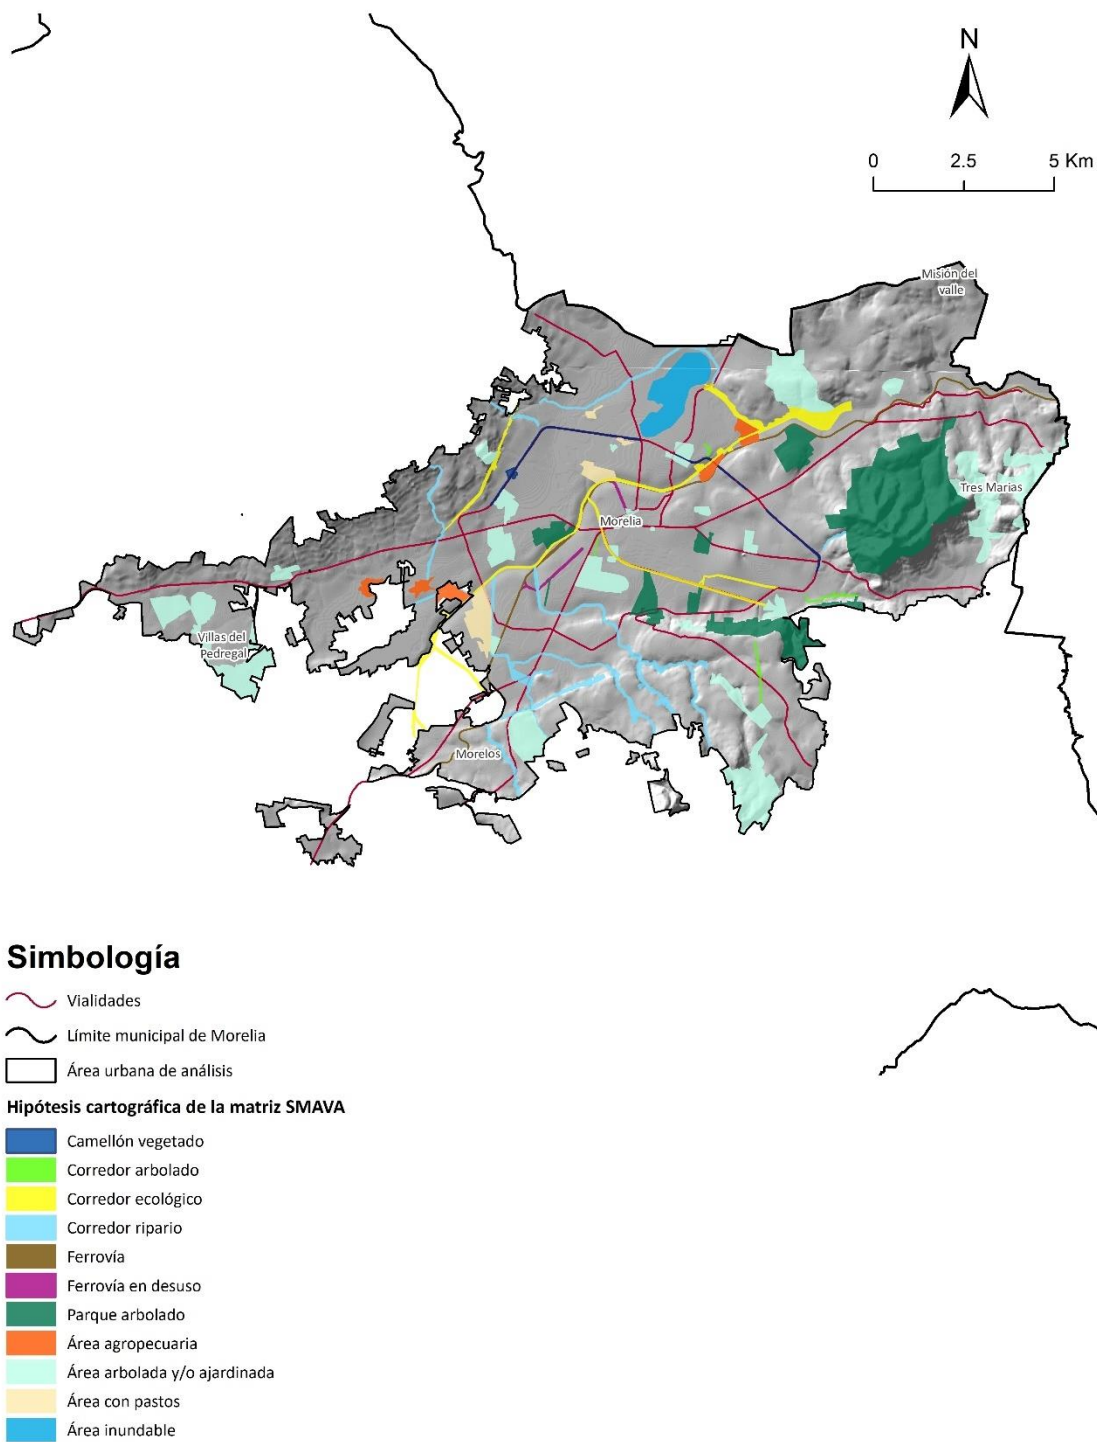 N
0 2.5 5 Km
Misión del
valle
Tres Marias
Morelia
Villas del
Pedregal
Morelos
Simbología
Vialidades
Límite municipal de Morelia
Área urbana de análisis
Hipótesis cartográfica de la matriz SMAVA
Camellón vegetado
Corredor arbolado
Corredor ecológico
Corredor ripario
Ferrovía
Ferrovía en desuso
Parque arbolado
Área agropecuaria
Área arbolada y/o ajardinada
Área con pastos
Área inundable